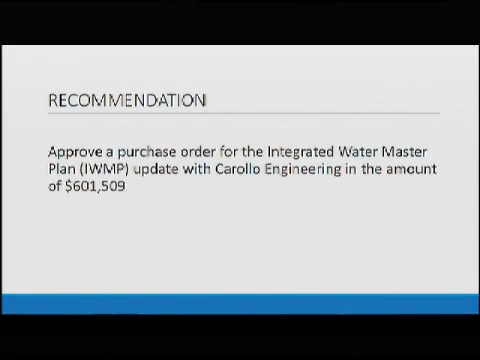 RECOMMENDATION
Approve a purchase order for the Integrated Water Master
Plan (IWMP) update with Carollo Engineering in the amount
of $601,509